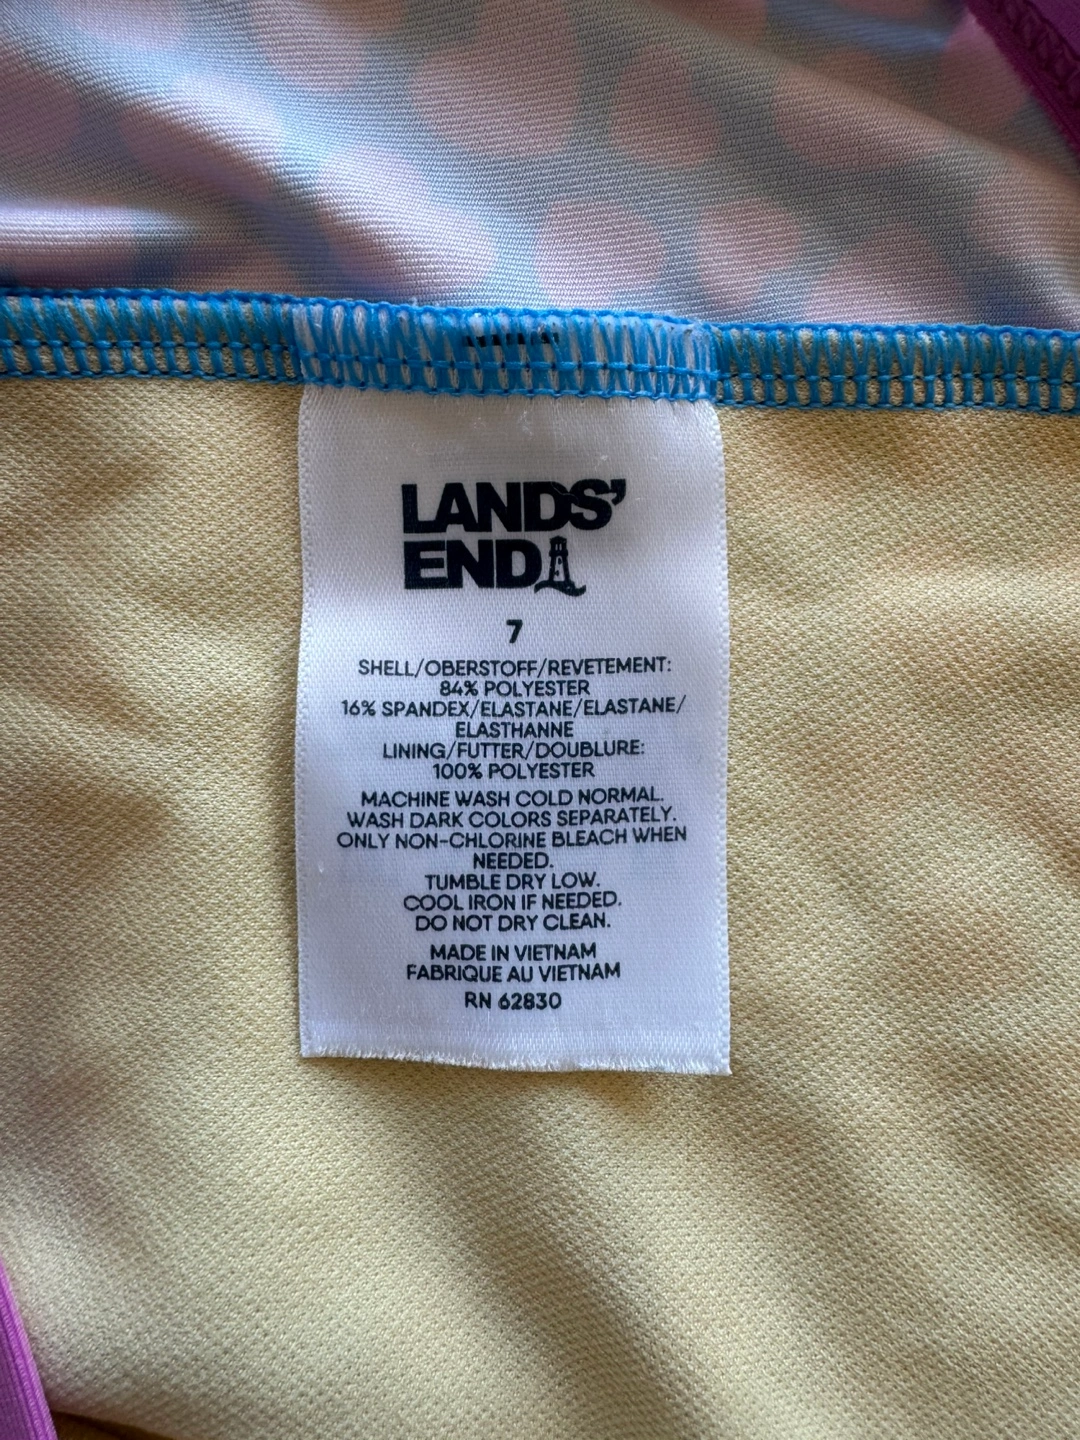 LANDS'
END
7
SHELL/OBERSTOFF/REVETEMENT:
84% POLYESTER
16% SPANDEX/ELASTANE/ELASTANE/
ELASTHANNE
LINING/FUTTER/DOUBLURE:
100% POLYESTER
MACHINE WASH COLD NORMAL.
WASH DARK COLORS SEPARATELY.
ONLY NON-CHLORINE BLEACH WHEN
NEEDED.
TUMBLE DRY LOW.
COOL IRON IF NEEDED.
DO NOT DRY CLEAN.
MADE IN VIETNAM
FABRIQUE AU VIETNAM
RN 62830